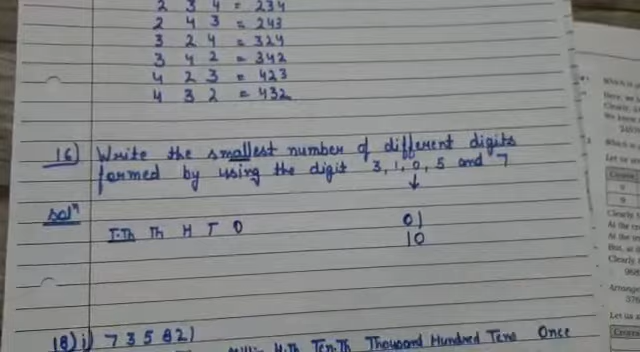 2 3 4 = 234
2 4 3 = 243
3 2 4 = 324
3 4 2 = 342
4 2 3 = 423
4 3 2 = 432
16) Write the smallest number of different digits
formed by using the digit 3, 1, 0, 5 and 7
↓
solⁿ
T.Th Th H T O
01
10
18) i) 7 3 5 8 2 1
H.Th Ten.Th Thousand Hundred Tens Once